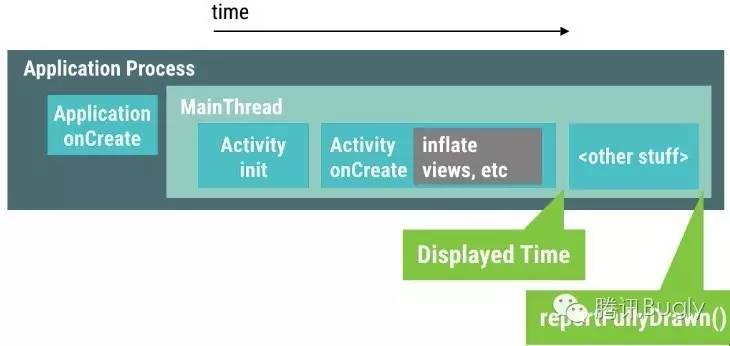 time
Application Process
Application
onCreate
MainThread
Activity
init
Activity
onCreate
inflate
views, etc
<other stuff>
Displayed Time
reportFullyDrawn()
腾讯Bugly